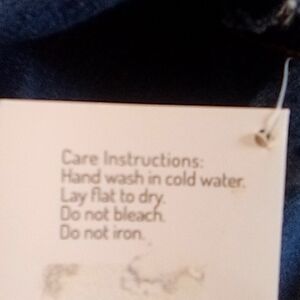 Care Instructions:
Hand wash in cold water.
Lay flat to dry.
Do not bleach.
Do not iron.